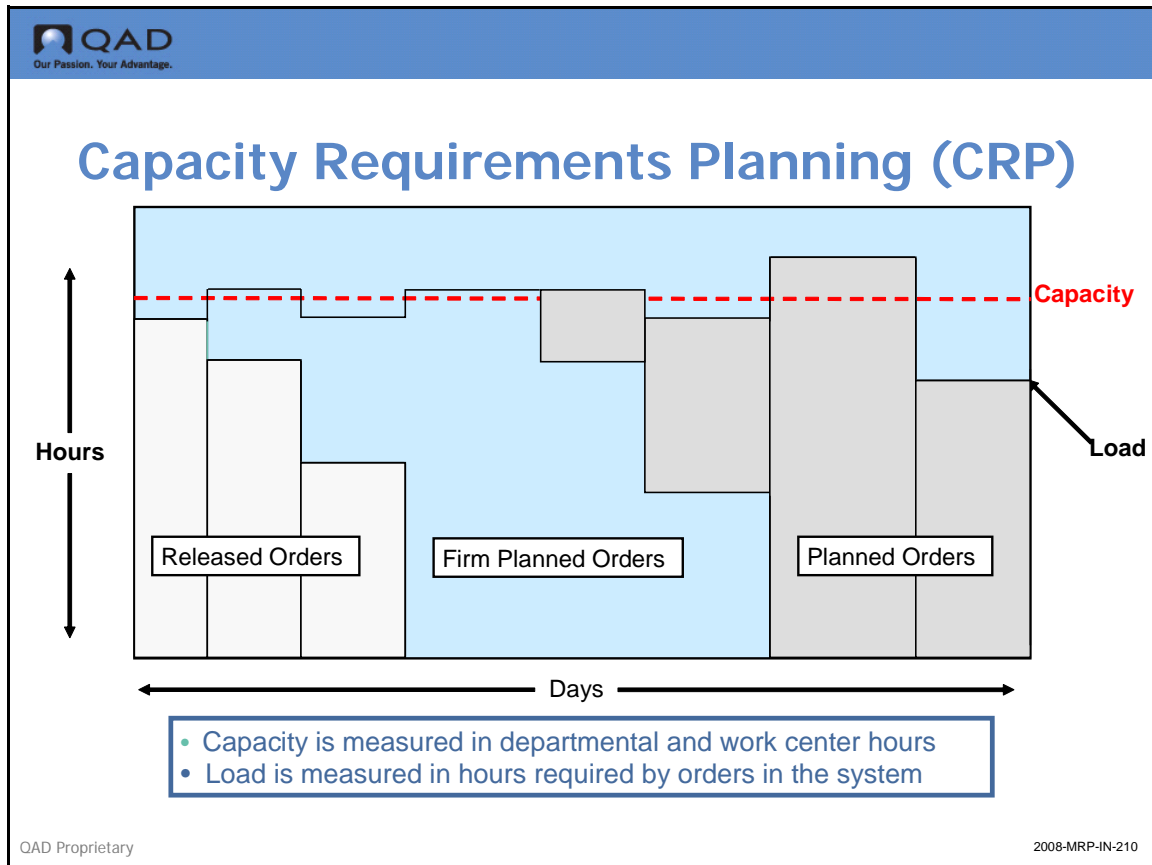 QAD
Our Passion. Your Advantage.
Capacity Requirements Planning (CRP)
Capacity
Hours
Load
Released Orders
Firm Planned Orders
Planned Orders
Days
• Capacity is measured in departmental and work center hours
• Load is measured in hours required by orders in the system
QAD Proprietary
2008-MRP-IN-210